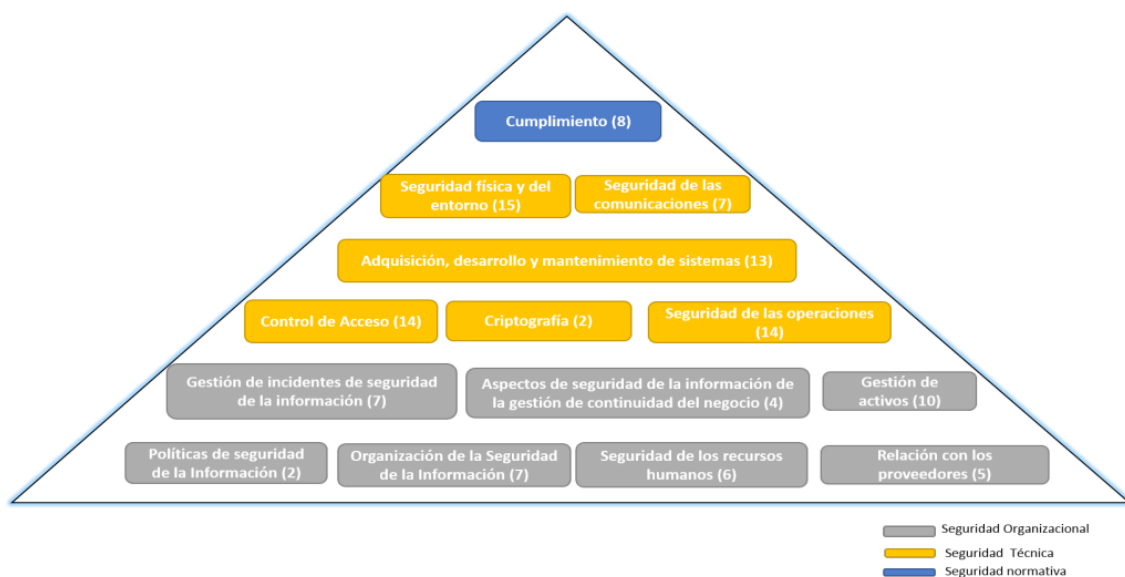 Cumplimiento (8)
Seguridad física y del
entorno (15)
Seguridad de las
comunicaciones (7)
Adquisición, desarrollo y mantenimiento de sistemas (13)
Control de Acceso (14)
Criptografía (2)
Seguridad de las operaciones
(14)
Gestión de incidentes de seguridad
de la información (7)
Aspectos de seguridad de la información de
la gestión de continuidad del negocio (4)
Gestión de
activos (10)
Políticas de seguridad
de la Información (2)
Organización de la Seguridad
de la Información (7)
Seguridad de los recursos
humanos (6)
Relación con los
proveedores (5)
Seguridad Organizacional
Seguridad Técnica
Seguridad normativa